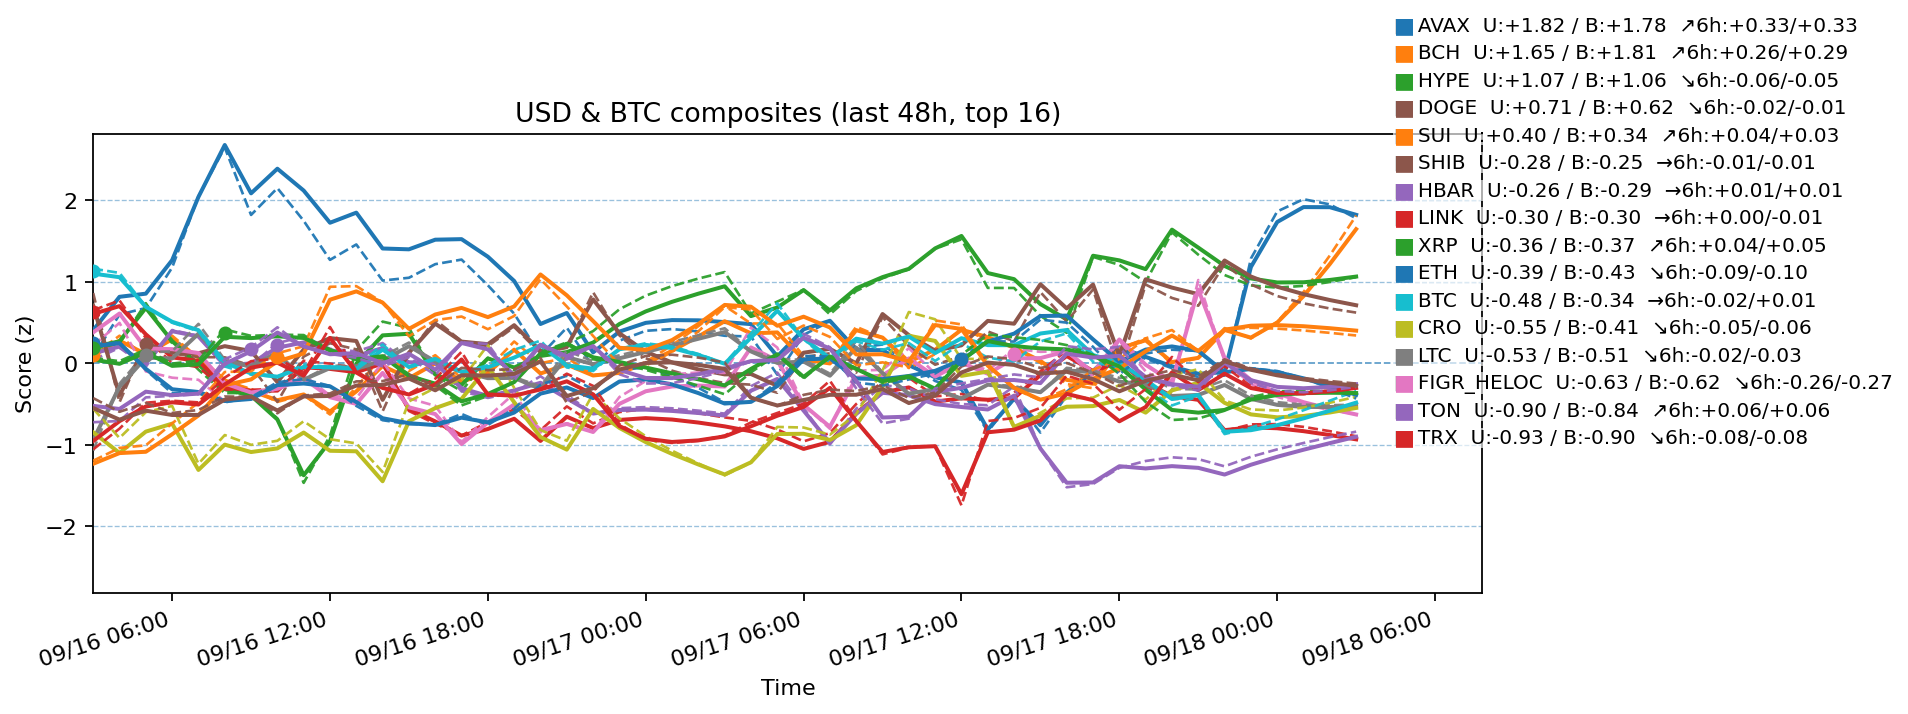 USD & BTC composites (last 48h, top 16)
AVAX  U:+1.82 / B:+1.78  ↗6h:+0.33/+0.33
BCH  U:+1.65 / B:+1.81  ↗6h:+0.26/+0.29
HYPE  U:+1.07 / B:+1.06  ↘6h:-0.06/-0.05
DOGE  U:+0.71 / B:+0.62  ↘6h:-0.02/-0.01
SUI  U:+0.40 / B:+0.34  ↗6h:+0.04/+0.03
SHIB  U:-0.28 / B:-0.25  →6h:-0.01/-0.01
HBAR  U:-0.26 / B:-0.29  →6h:+0.01/+0.01
LINK  U:-0.30 / B:-0.30  →6h:+0.00/-0.01
XRP  U:-0.36 / B:-0.37  ↗6h:+0.04/+0.05
ETH  U:-0.39 / B:-0.43  ↘6h:-0.09/-0.10
BTC  U:-0.48 / B:-0.34  →6h:-0.02/+0.01
CRO  U:-0.55 / B:-0.41  ↘6h:-0.05/-0.06
LTC  U:-0.53 / B:-0.51  ↘6h:-0.02/-0.03
FIGR_HELOC  U:-0.63 / B:-0.62  ↘6h:-0.26/-0.27
TON  U:-0.90 / B:-0.84  ↗6h:+0.06/+0.06
TRX  U:-0.93 / B:-0.90  ↘6h:-0.08/-0.08
Score (z)
2
1
0
−1
−2
09/16 06:00
09/16 12:00
09/16 18:00
09/17 00:00
09/17 06:00
09/17 12:00
09/17 18:00
09/18 00:00
09/18 06:00
Time